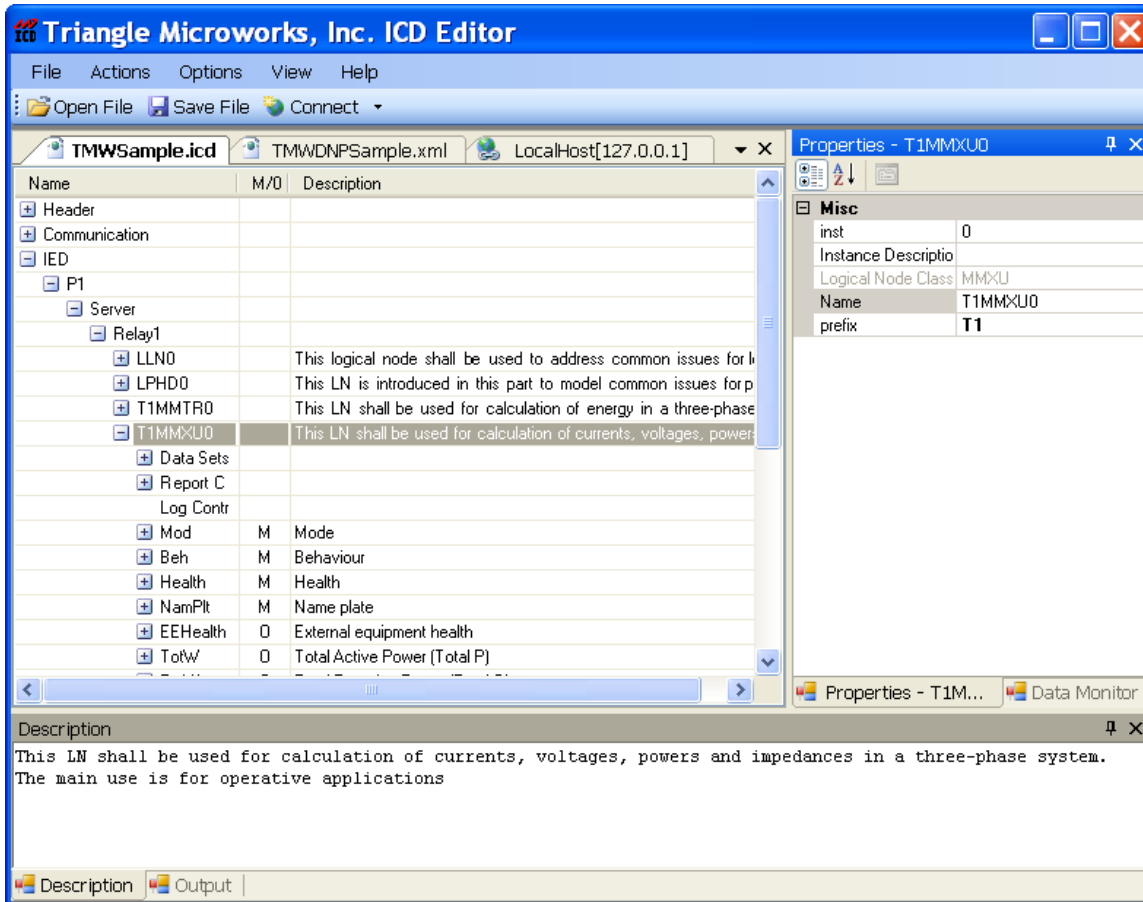 Triangle Microworks, Inc. ICD Editor
File Actions Options View Help
Open File Save File Connect
TMWSample.icd TMWDNPSample.xml LocalHost[127.0.0.1]
Name M/O Description
Header
Communication
IED
P1
Server
Relay1
LLN0 This logical node shall be used to address common issues for
LPHD0 This LN is introduced in this part to model common issues for p
T1MMTR0 This LN shall be used for calculation of energy in a three-phase
T1MMXU0 This LN shall be used for calculation of currents, voltages, power
Data Sets
Report C
Log Contr
Mod M Mode
Beh M Behaviour
Health M Health
NamPlt M Name plate
EEHealth O External equipment health
TotW O Total Active Power (Total P)
Properties - T1MMXU0
Misc
inst 0
Instance Descriptio
Logical Node Class MMXU
Name T1MMXU0
prefix T1
Properties - T1M... Data Monitor
Description
This LN shall be used for calculation of currents, voltages, powers and impedances in a three-phase system.
The main use is for operative applications
Description Output